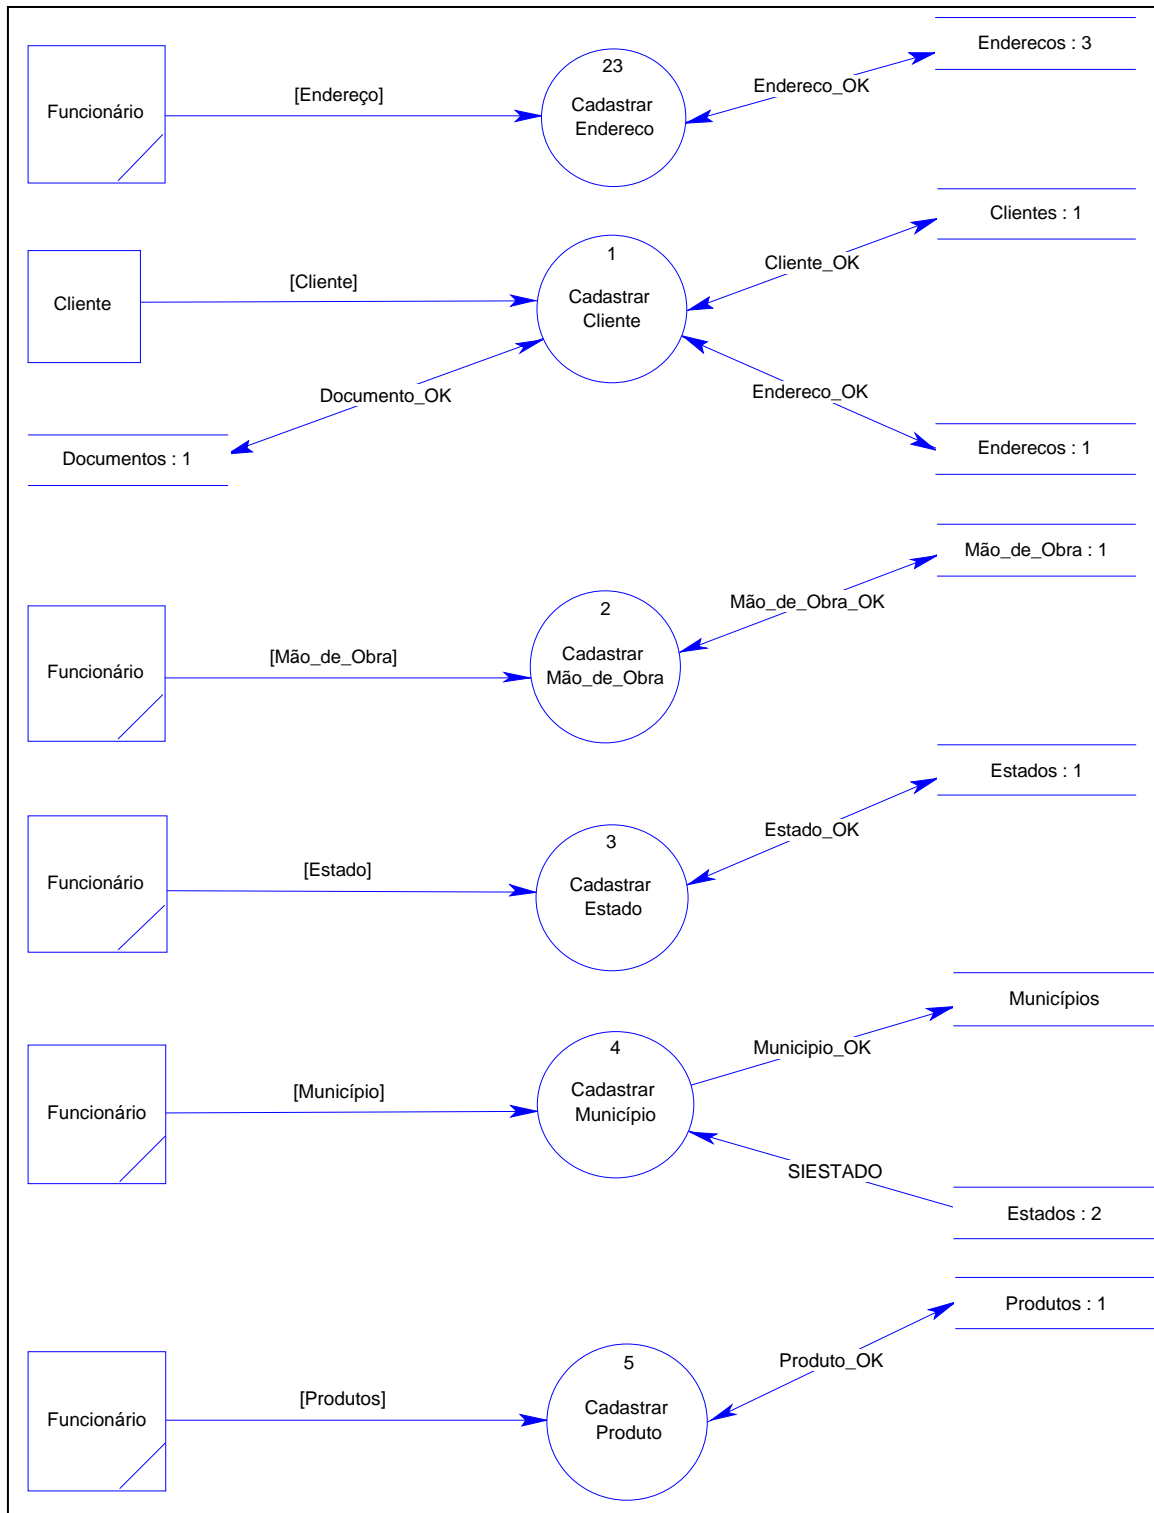 Funcionário
[Endereço]
23
Cadastrar
Endereco
Endereco_OK
Enderecos : 3
Cliente
[Cliente]
1
Cadastrar
Cliente
Cliente_OK
Clientes : 1
Documento_OK
Documentos : 1
Endereco_OK
Enderecos : 1
Funcionário
[Mão_de_Obra]
2
Cadastrar
Mão_de_Obra
Mão_de_Obra_OK
Mão_de_Obra : 1
Funcionário
[Estado]
3
Cadastrar
Estado
Estado_OK
Estados : 1
Funcionário
[Município]
4
Cadastrar
Município
Municipio_OK
Municípios
SIESTADO
Estados : 2
Funcionário
[Produtos]
5
Cadastrar
Produto
Produto_OK
Produtos : 1